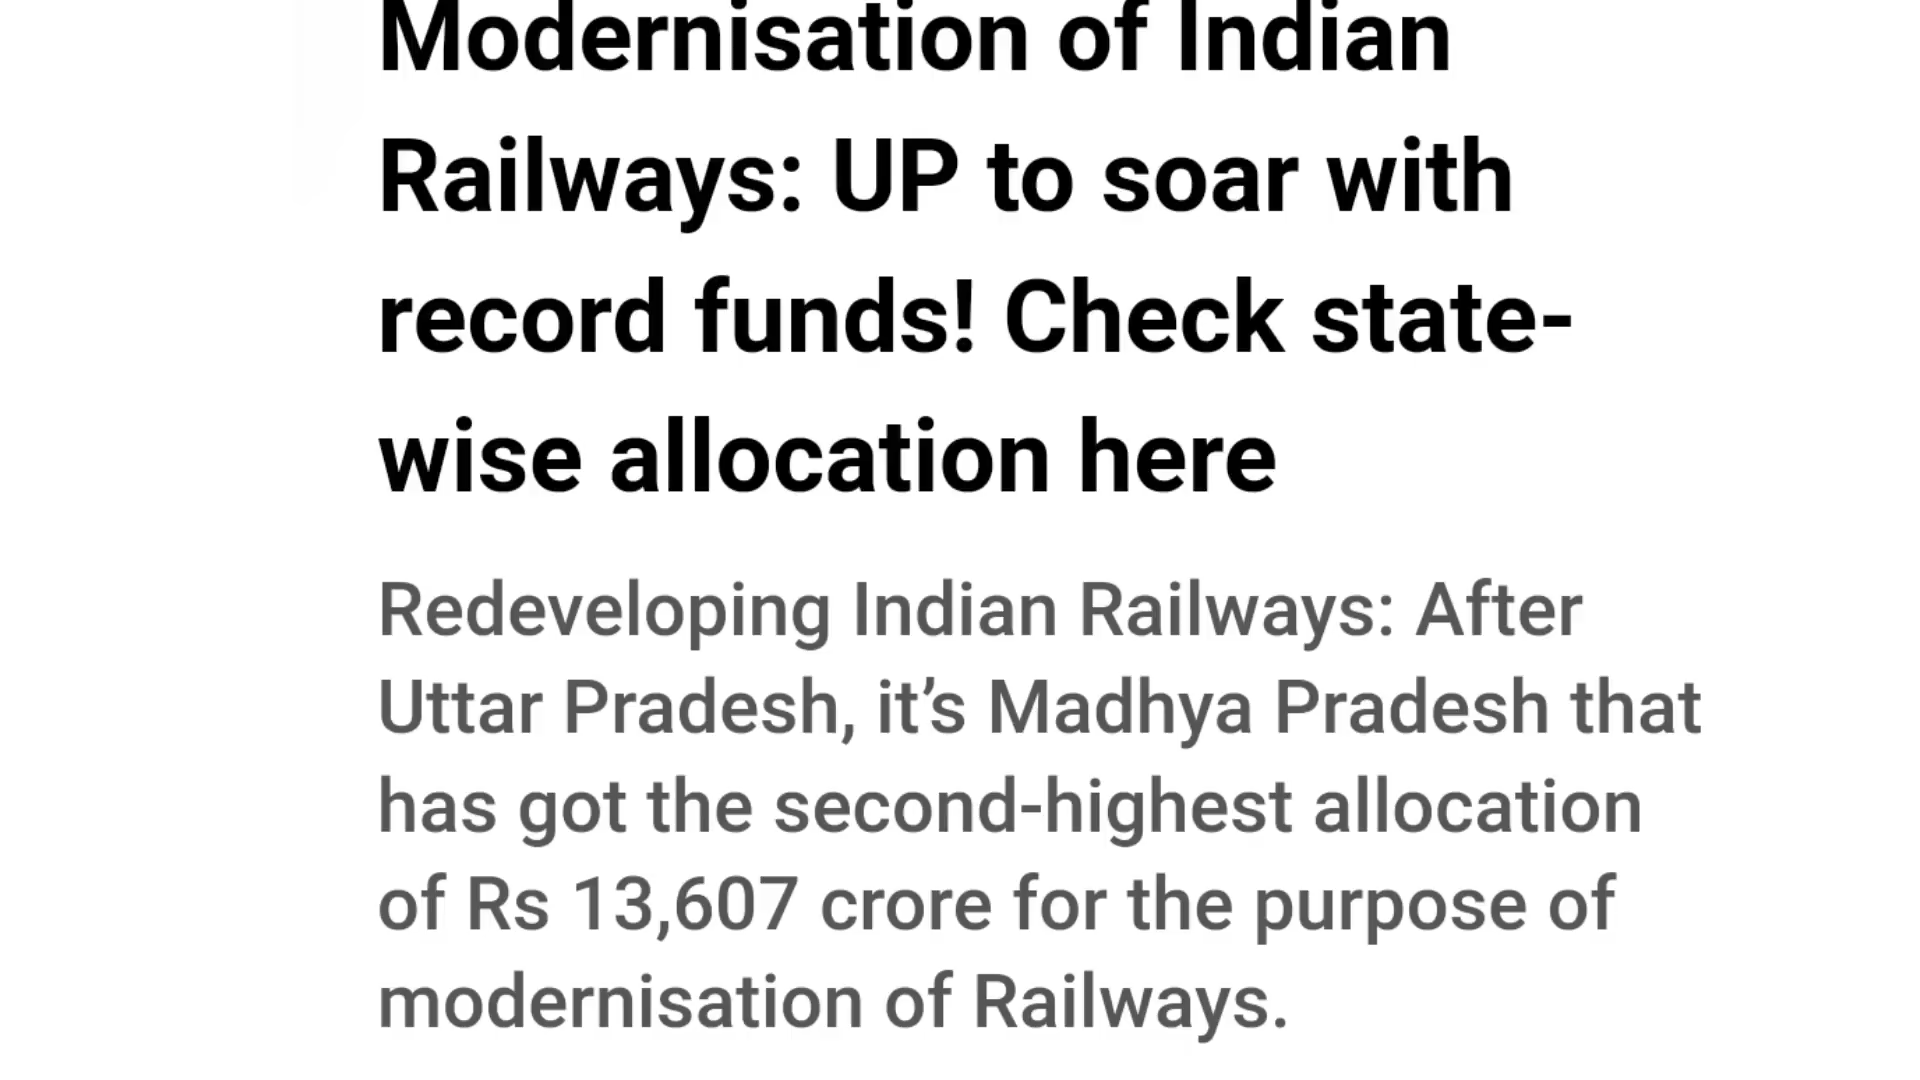 Modernisation of Indian
Railways: UP to soar with
record funds! Check state-
wise allocation here
Redeveloping Indian Railways: After
Uttar Pradesh, it’s Madhya Pradesh that
has got the second-highest allocation
of Rs 13,607 crore for the purpose of
modernisation of Railways.